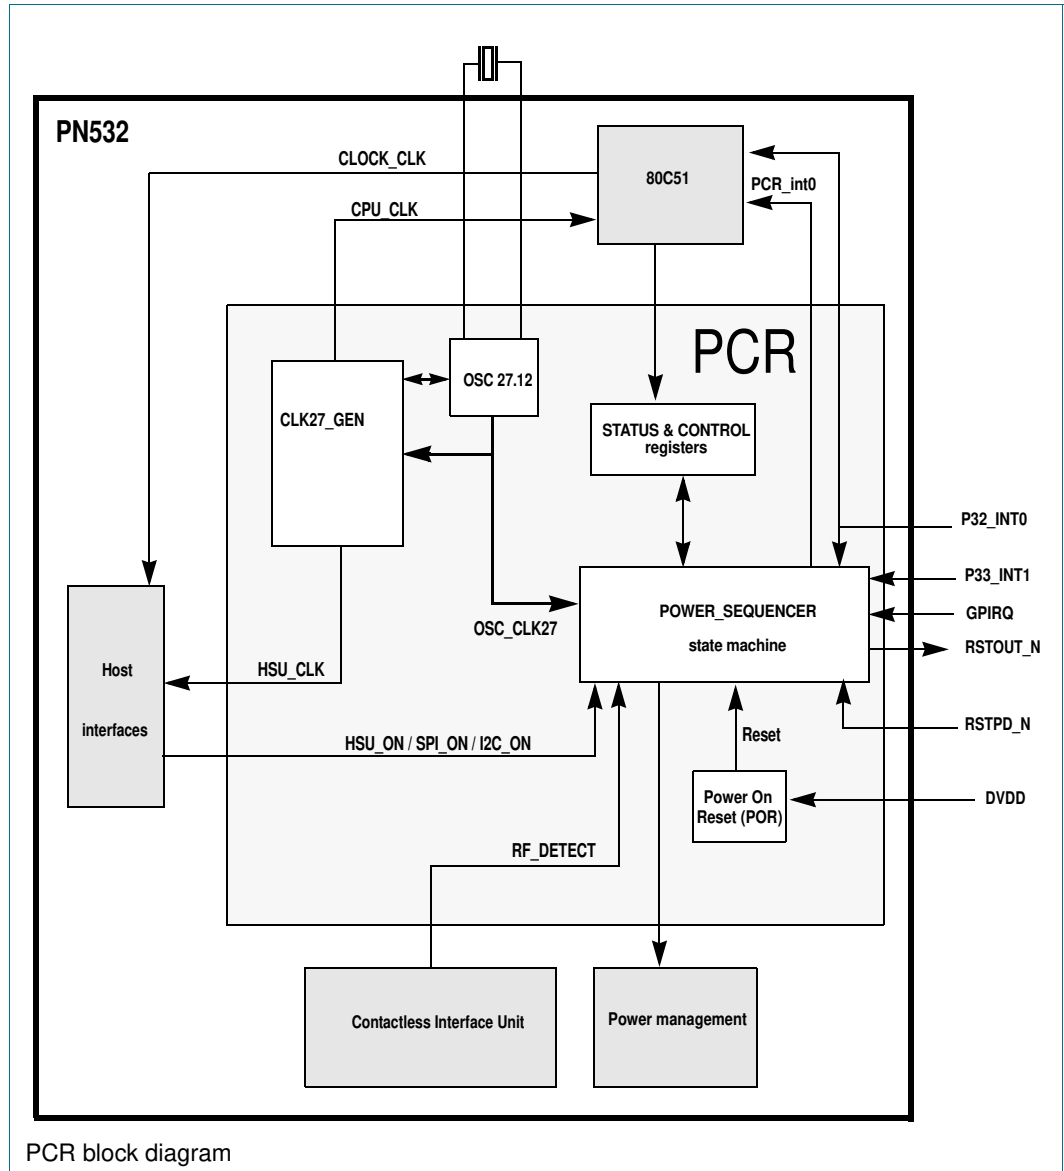 PN532
CLOCK_CLK
80C51
PCR_int0
CPU_CLK
PCR
OSC 27.12
CLK27_GEN
STATUS & CONTROL
registers
P32_INT0
P33_INT1
POWER_SEQUENCER
GPIRQ
OSC_CLK27
state machine
RSTOUT_N
Host
HSU_CLK
interfaces
RSTPD_N
HSU_ON / SPI_ON / I2C_ON
Reset
Power On
DVDD
Reset (POR)
RF_DETECT
Contactless Interface Unit
Power management
PCR block diagram